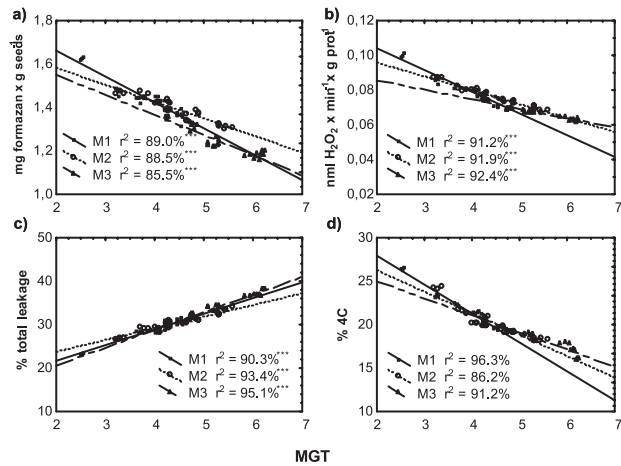 a)
mg formazan x g seeds
1,8
1,6
1,4
1,2
1,0
2 3 4 5 6 7
M1 r² = 89.0%***
M2 r² = 88.5%***
M3 r² = 85.5%***
b)
nml H₂O₂ x min⁻¹ x g prot⁻¹
0,12
0,10
0,08
0,06
0,04
0,02
2 3 4 5 6 7
M1 r² = 91.2%***
M2 r² = 91.9%***
M3 r² = 92.4%***
c)
% total leakage
50
40
30
20
10
2 3 4 5 6 7
M1 r² = 90.3%***
M2 r² = 93.4%***
M3 r² = 95.1%***
d)
% 4C
30
25
20
15
10
2 3 4 5 6 7
M1 r² = 96.3%
M2 r² = 86.2%
M3 r² = 91.2%
MGT